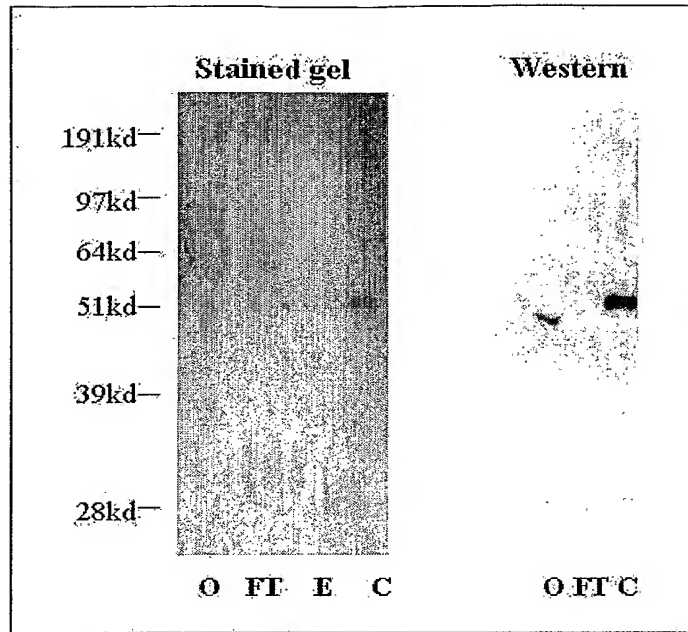 Stained gel Western
191kd
97kd
64kd
51kd
39kd
28kd
O FT E C O FT C